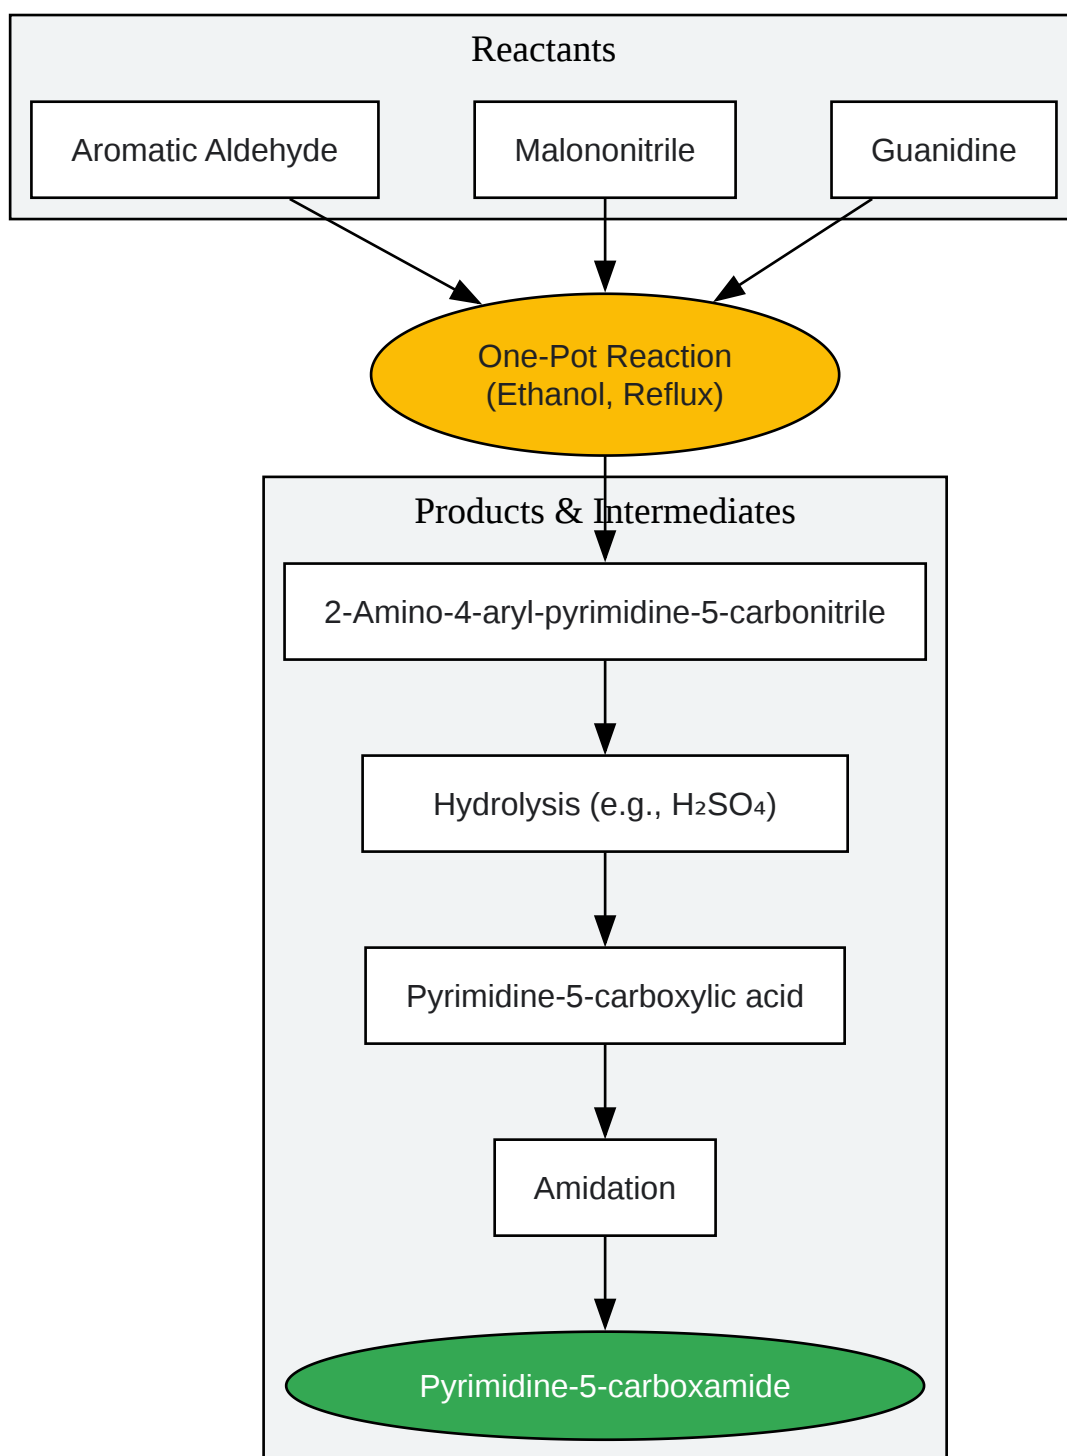 Reactants
Aromatic Aldehyde
Malononitrile
Guanidine
One-Pot Reaction
(Ethanol, Reflux)
Products & Intermediates
2-Amino-4-aryl-pyrimidine-5-carbonitrile
Hydrolysis (e.g., H₂SO₄)
Pyrimidine-5-carboxylic acid
Amidation
Pyrimidine-5-carboxamide